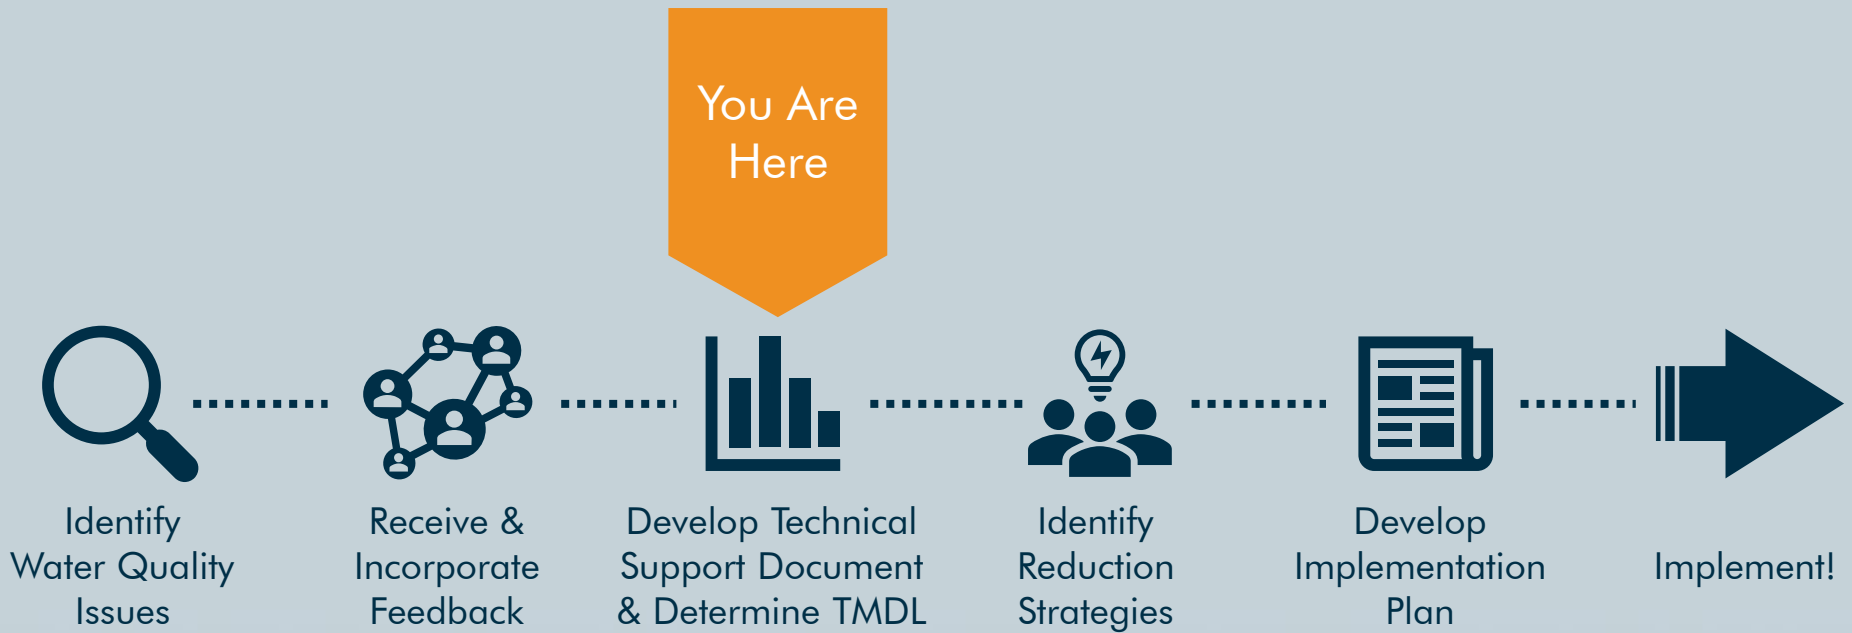 You Are
Here
Identify
Water Quality
Issues
Receive &
Incorporate
Feedback
Develop Technical
Support Document
& Determine TMDL
Identify
Reduction
Strategies
Develop
Implementation
Plan
Implement!